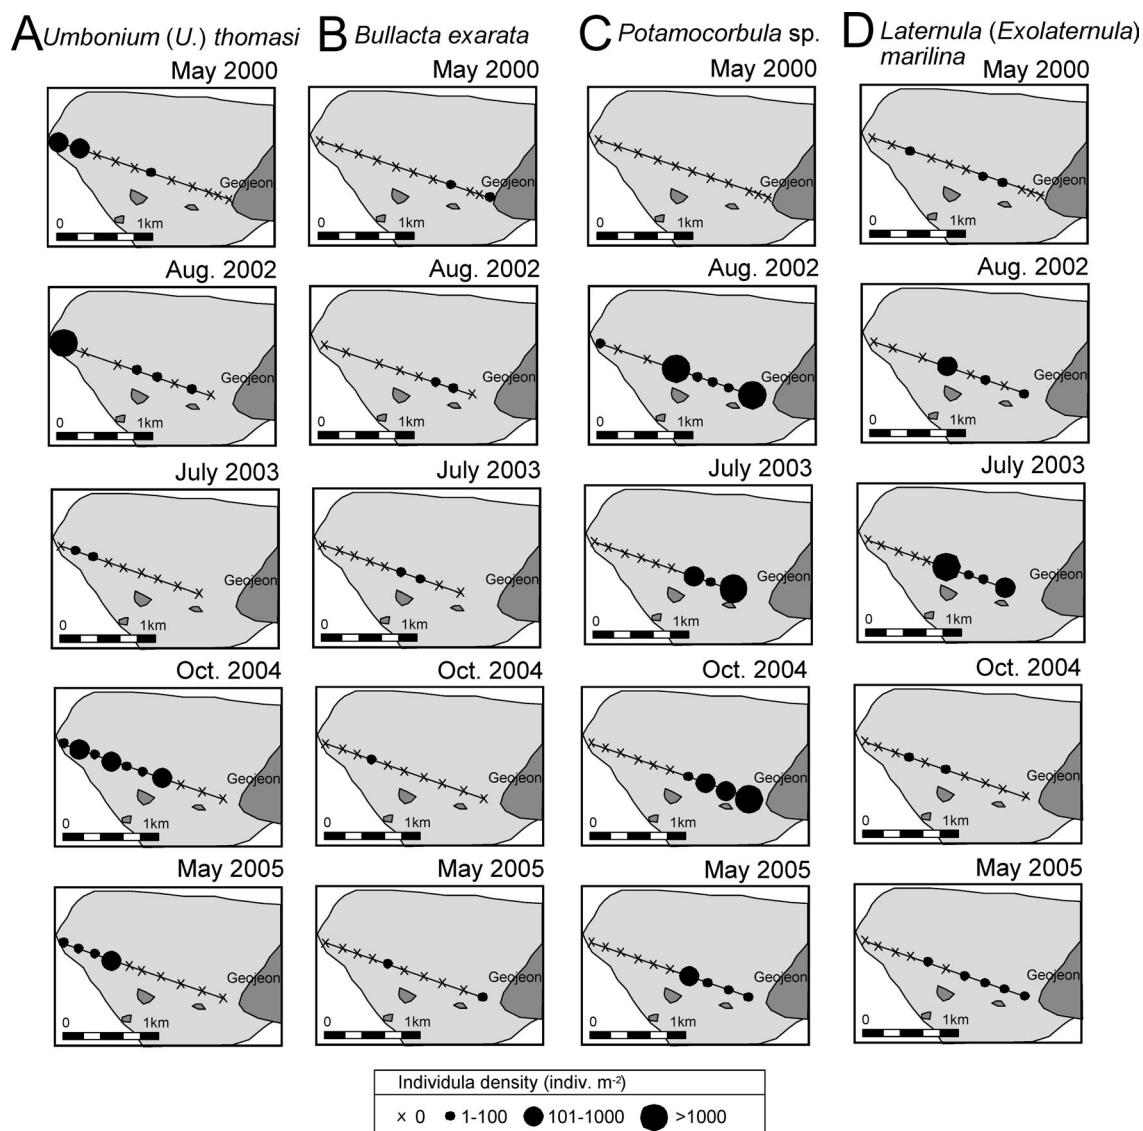 A Umbonium (U.) thomasi
B Bullacta exarata
C Potamocorbula sp.
D Laternula (Exolaternula)
marilina
May 2000
May 2000
May 2000
May 2000
Geojeon
0 1km
Geojeon
0 1km
Geojeon
0 1km
Geojeon
0 1km
Aug. 2002
Aug. 2002
Aug. 2002
Aug. 2002
Geojeon
0 1km
Geojeon
0 1km
Geojeon
0 1km
Geojeon
0 1km
July 2003
July 2003
July 2003
July 2003
Geojeon
0 1km
Geojeon
0 1km
Geojeon
0 1km
Geojeon
0 1km
Oct. 2004
Oct. 2004
Oct. 2004
Oct. 2004
Geojeon
0 1km
Geojeon
0 1km
Geojeon
0 1km
Geojeon
0 1km
May 2005
May 2005
May 2005
May 2005
Geojeon
0 1km
Geojeon
0 1km
Geojeon
0 1km
Geojeon
0 1km
Individula density (indiv. m⁻²)
× 0 1-100 101-1000 >1000